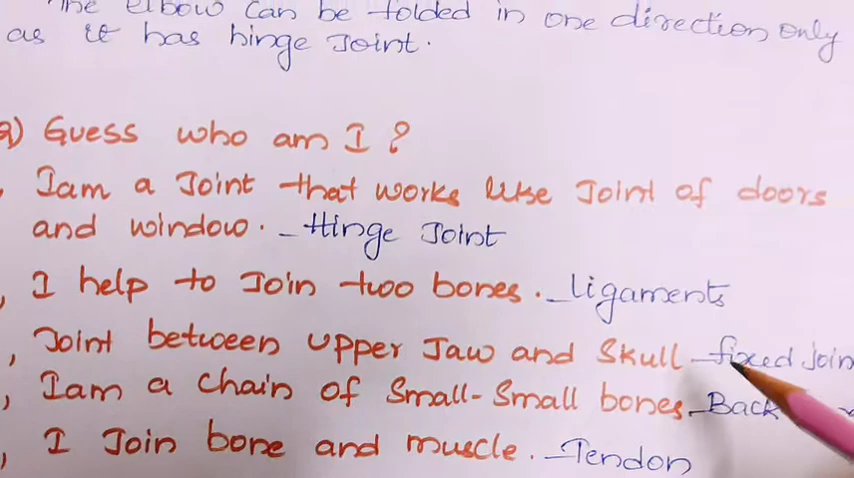 The elbow can be folded in one direction only
as it has hinge Joint.
2) Guess who am I ?
, Iam a Joint that works like Joint of doors
and window. - Hinge Joint
, I help to Join two bones. - ligaments
, Joint between upper Jaw and Skull - fixed join
, Iam a chain of Small-Small bones. - Back
, I Join bone and muscle. - Tendon